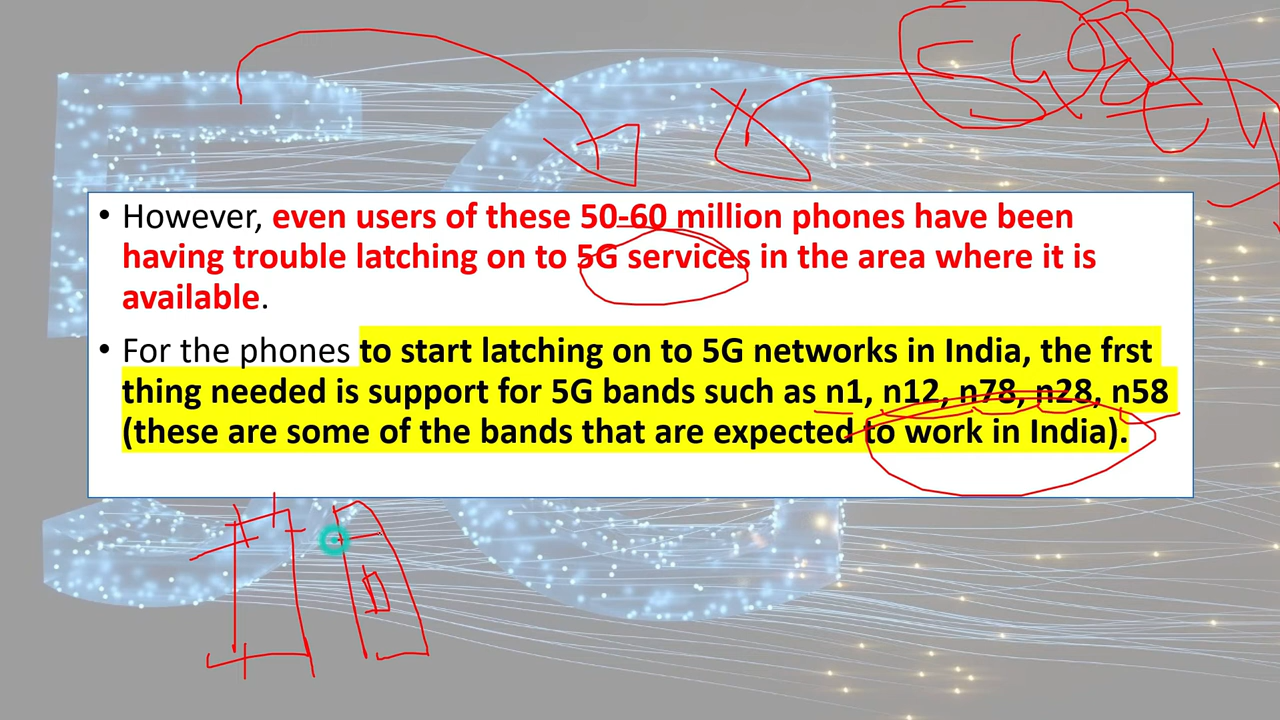 • However, even users of these 50-60 million phones have been
having trouble latching on to 5G services in the area where it is
available.
• For the phones to start latching on to 5G networks in India, the frst
thing needed is support for 5G bands such as n1, n12, n78, n28, n58
(these are some of the bands that are expected to work in India).